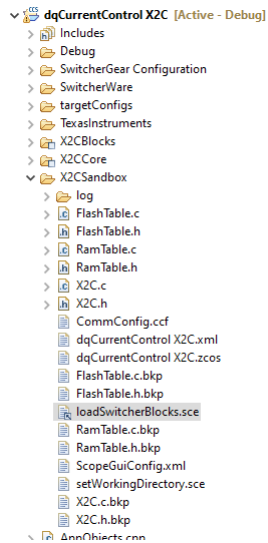 dqCurrentControl X2C [Active - Debug]
Includes
Debug
SwitcherGear Configuration
SwitcherWare
targetConfigs
TexasInstruments
X2CBlocks
X2CCore
X2CSandbox
log
FlashTable.c
FlashTable.h
RamTable.c
RamTable.h
X2C.c
X2C.h
CommConfig.ccf
dqCurrentControl X2C.xml
dqCurrentControl X2C.zcos
FlashTable.c.bkp
FlashTable.h.bkp
loadSwitcherBlocks.sce
RamTable.c.bkp
RamTable.h.bkp
ScopeGuiConfig.xml
setWorkingDirectory.sce
X2C.c.bkp
X2C.h.bkp
AppObjects.cpp